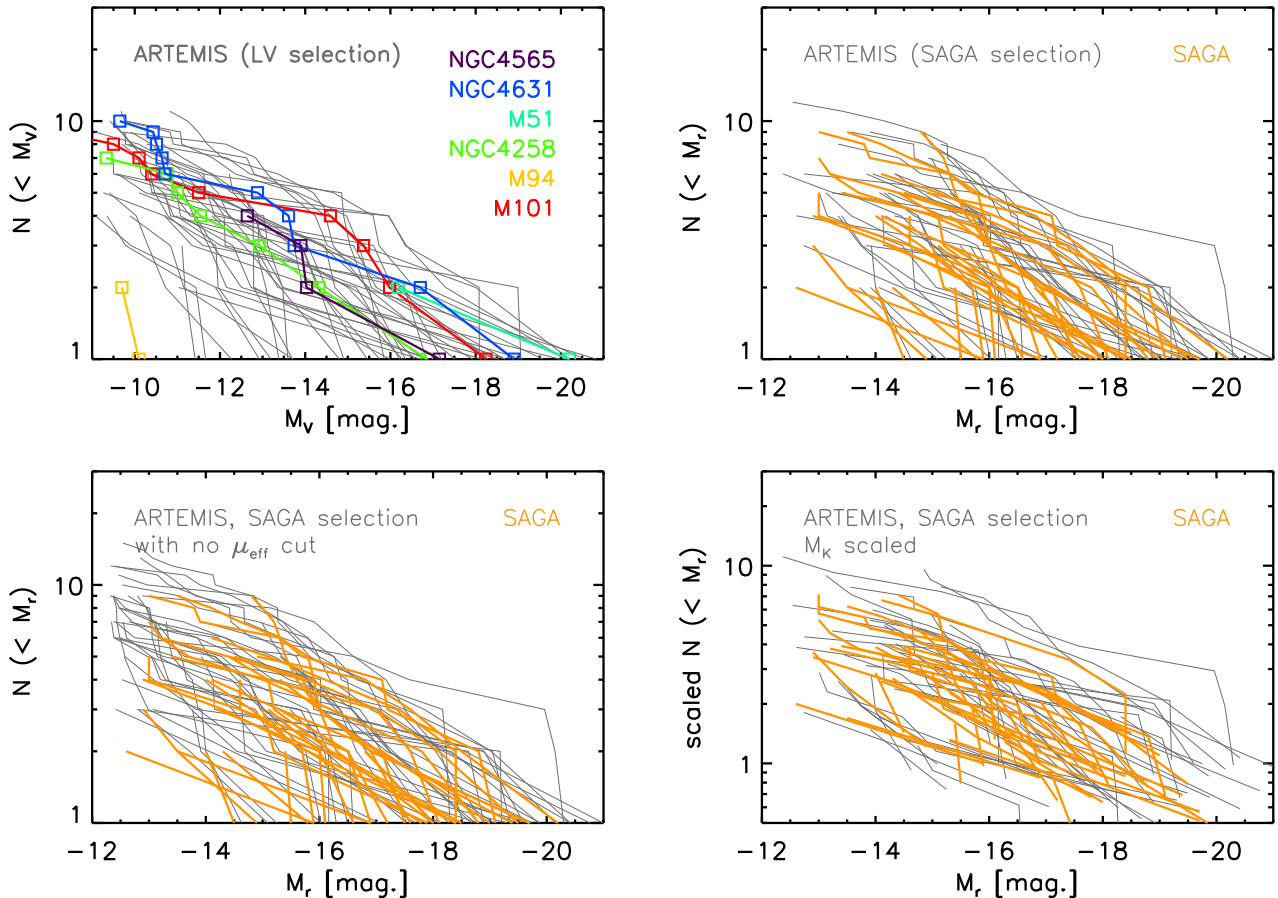 ARTEMIS (LV selection)
NGC4565
NGC4631
M51
NGC4258
M94
M101
10
1
N (< M_V)
−10 −12 −14 −16 −18 −20
M_V [mag.]
ARTEMIS (SAGA selection)
SAGA
10
1
N (< M_r)
−12 −14 −16 −18 −20
M_r [mag.]
ARTEMIS, SAGA selection
with no μ_eff cut
SAGA
10
1
N (< M_r)
−12 −14 −16 −18 −20
M_r [mag.]
ARTEMIS, SAGA selection
M_K scaled
SAGA
10
1
scaled N (< M_r)
−12 −14 −16 −18 −20
M_r [mag.]